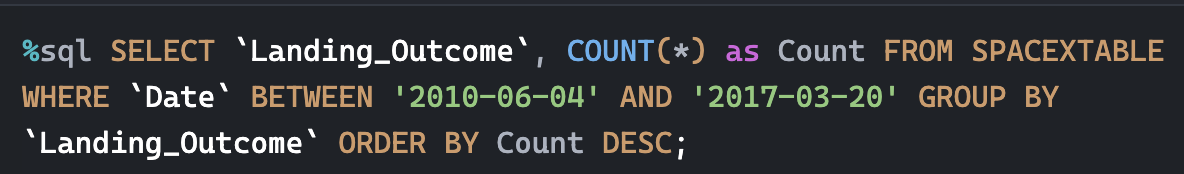 %sql SELECT `Landing_Outcome`, COUNT(*) as Count FROM SPACEXTABLE
WHERE `Date` BETWEEN '2010-06-04' AND '2017-03-20' GROUP BY
`Landing_Outcome` ORDER BY Count DESC;